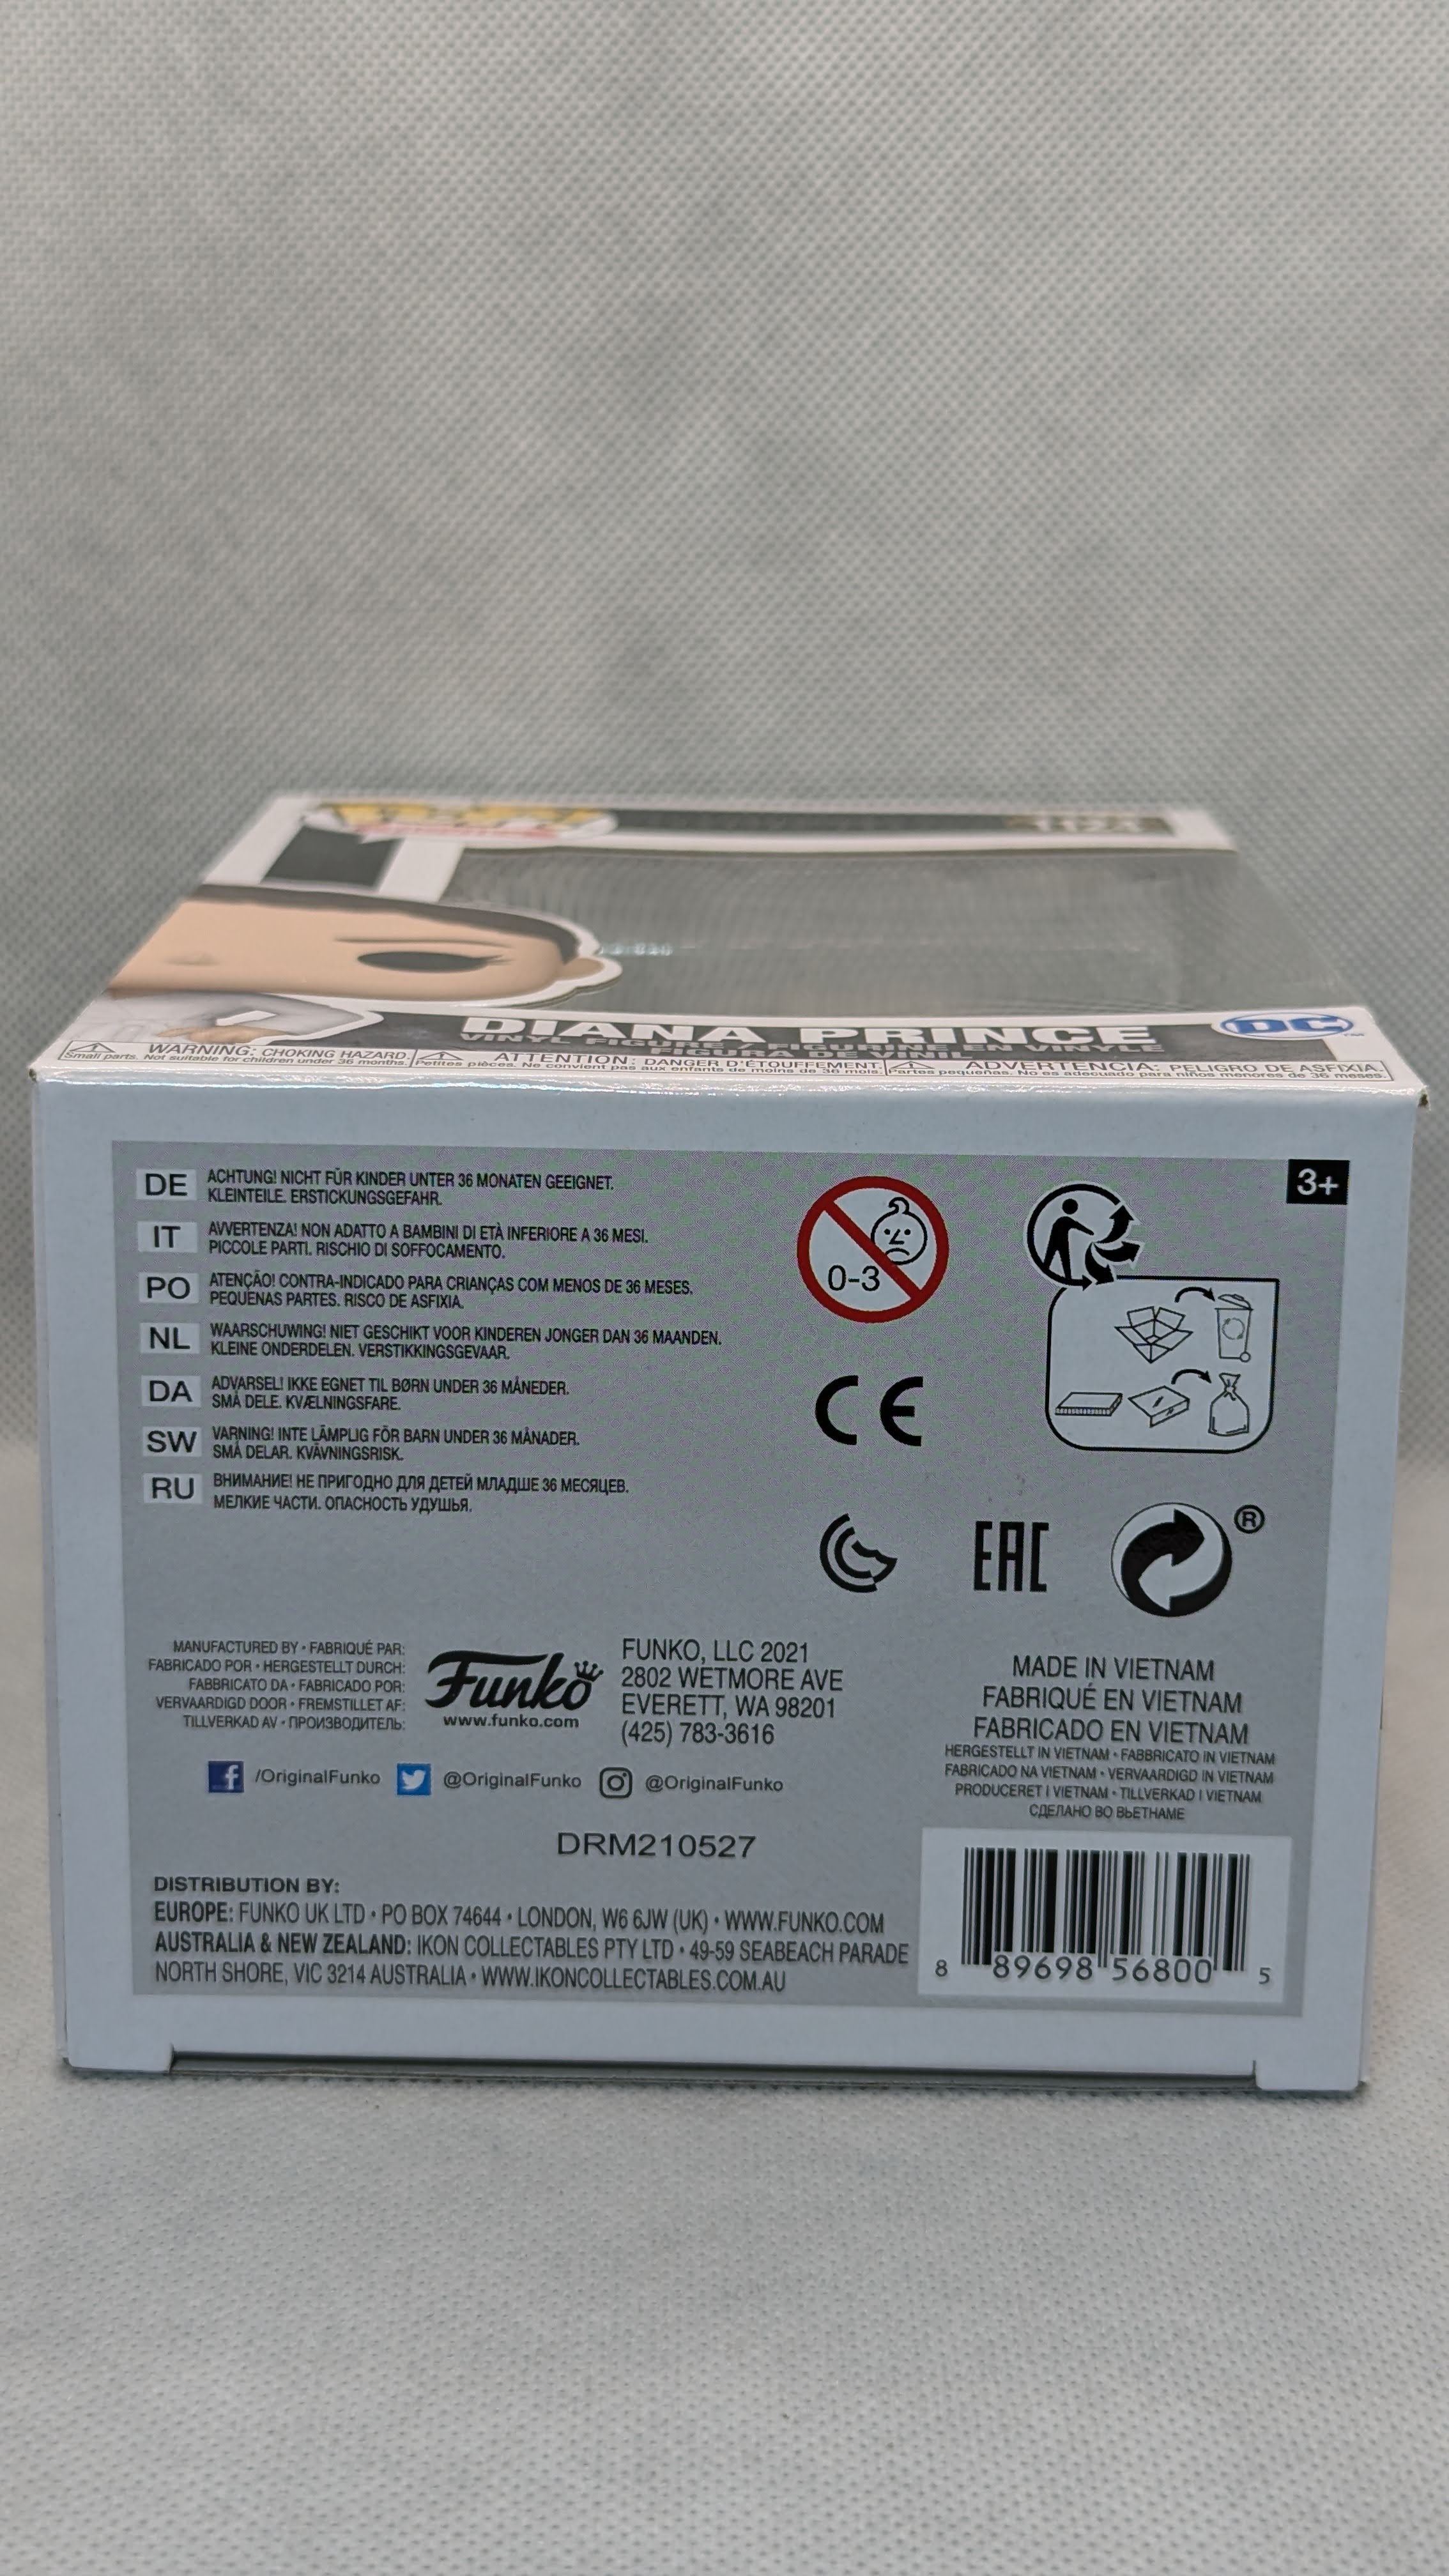 DIANA PRINCE
DC
VINYL FIGURE / FIGURINE EN VINYLE
FIGURA DE VINIL
WARNING: CHOKING HAZARD.
Small parts. Not suitable for children under 36 months.
ATTENTION: DANGER D'ÉTOUFFEMENT.
Petites pièces. Ne convient pas aux enfants de moins de 36 mois.
ADVERTENCIA: PELIGRO DE ASFIXIA.
Partes pequeñas. No es adecuado para niños menores de 36 meses.
DE ACHTUNG! NICHT FÜR KINDER UNTER 36 MONATEN GEEIGNET.
KLEINTEILE. ERSTICKUNGSGEFAHR.
IT AVVERTENZA! NON ADATTO A BAMBINI DI ETÀ INFERIORE A 36 MESI.
PICCOLE PARTI. RISCHIO DI SOFFOCAMENTO.
PO ATENÇÃO! CONTRA-INDICADO PARA CRIANÇAS COM MENOS DE 36 MESES.
PEQUENAS PARTES. RISCO DE ASFIXIA.
NL WAARSCHUWING! NIET GESCHIKT VOOR KINDEREN JONGER DAN 36 MAANDEN.
KLEINE ONDERDELEN. VERSTIKKINGSGEVAAR.
DA ADVARSEL! IKKE EGNET TIL BØRN UNDER 36 MÅNEDER.
SMÅ DELE. KVÆLNINGSFARE.
SW VARNING! INTE LÄMPLIG FÖR BARN UNDER 36 MÅNADER.
SMÅ DELAR. KVÄVNINGSRISK.
RU ВНИМАНИЕ! НЕ ПРИГОДНО ДЛЯ ДЕТЕЙ МЛАДШЕ 36 МЕСЯЦЕВ.
МЕЛКИЕ ЧАСТИ. ОПАСНОСТЬ УДУШЬЯ.
0-3
3+
CE
EAC
®
MANUFACTURED BY • FABRIQUÉ PAR:
FABRICADO POR • HERGESTELLT DURCH:
FABBRICATO DA • FABRICADO POR:
VERVAARDIGD DOOR • FREMSTILLET AF:
TILLVERKAD AV • ПРОИЗВОДИТЕЛЬ:
Funko
www.funko.com
FUNKO, LLC 2021
2802 WETMORE AVE
EVERETT, WA 98201
(425) 783-3616
/OriginalFunko @OriginalFunko @OriginalFunko
MADE IN VIETNAM
FABRIQUÉ EN VIETNAM
FABRICADO EN VIETNAM
HERGESTELLT IN VIETNAM • FABBRICATO IN VIETNAM
FABRICADO NA VIETNAM • VERVAARDIGD IN VIETNAM
PRODUCERET I VIETNAM • TILLVERKAD I VIETNAM
СДЕЛАНО ВО ВЬЕТНАМЕ
DRM210527
DISTRIBUTION BY:
EUROPE: FUNKO UK LTD • PO BOX 74644 • LONDON, W6 6JW (UK) • WWW.FUNKO.COM
AUSTRALIA & NEW ZEALAND: IKON COLLECTABLES PTY LTD • 49-59 SEABEACH PARADE
NORTH SHORE, VIC 3214 AUSTRALIA • WWW.IKONCOLLECTABLES.COM.AU
8 89698 56800 5